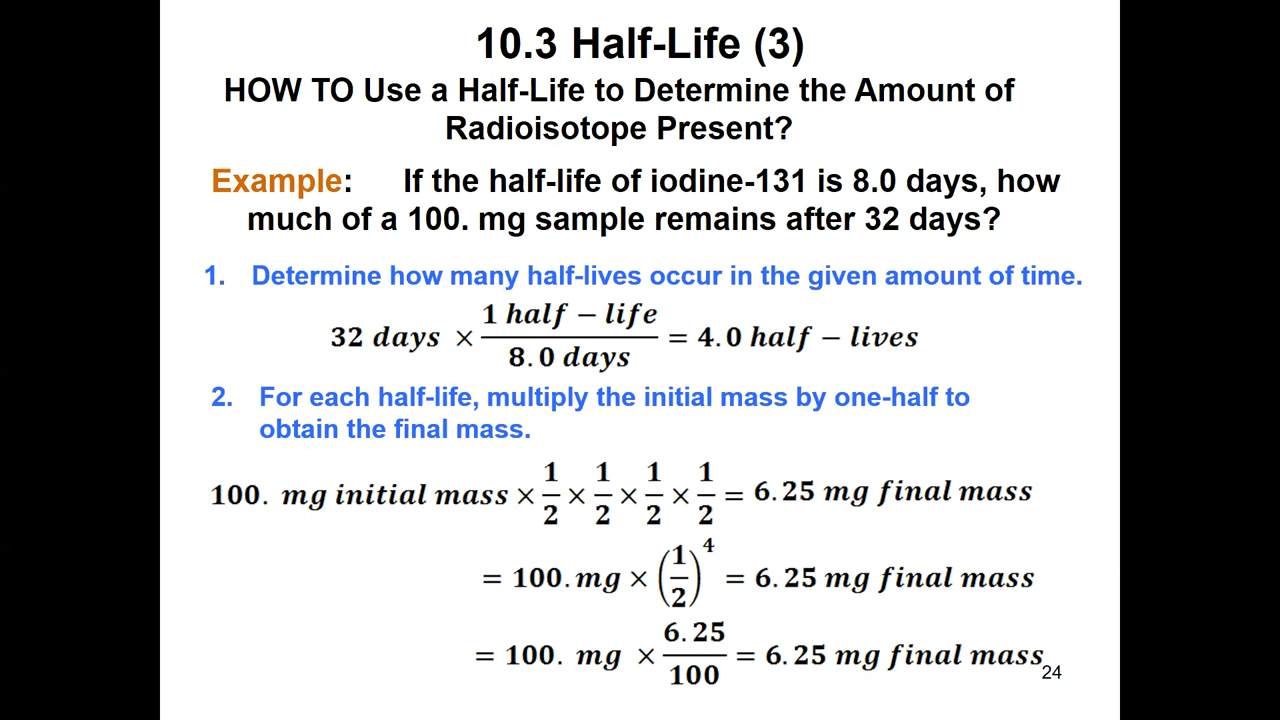 10.3 Half-Life (3)
HOW TO Use a Half-Life to Determine the Amount of
Radioisotope Present?
Example: If the half-life of iodine-131 is 8.0 days, how
much of a 100. mg sample remains after 32 days?
1. Determine how many half-lives occur in the given amount of time.
32 days × (1 half − life)/(8.0 days) = 4.0 half − lives
2. For each half-life, multiply the initial mass by one-half to
obtain the final mass.
100. mg initial mass × 1/2 × 1/2 × 1/2 × 1/2 = 6.25 mg final mass
= 100. mg × (1/2)^4 = 6.25 mg final mass
= 100. mg × 6.25/100 = 6.25 mg final mass
24